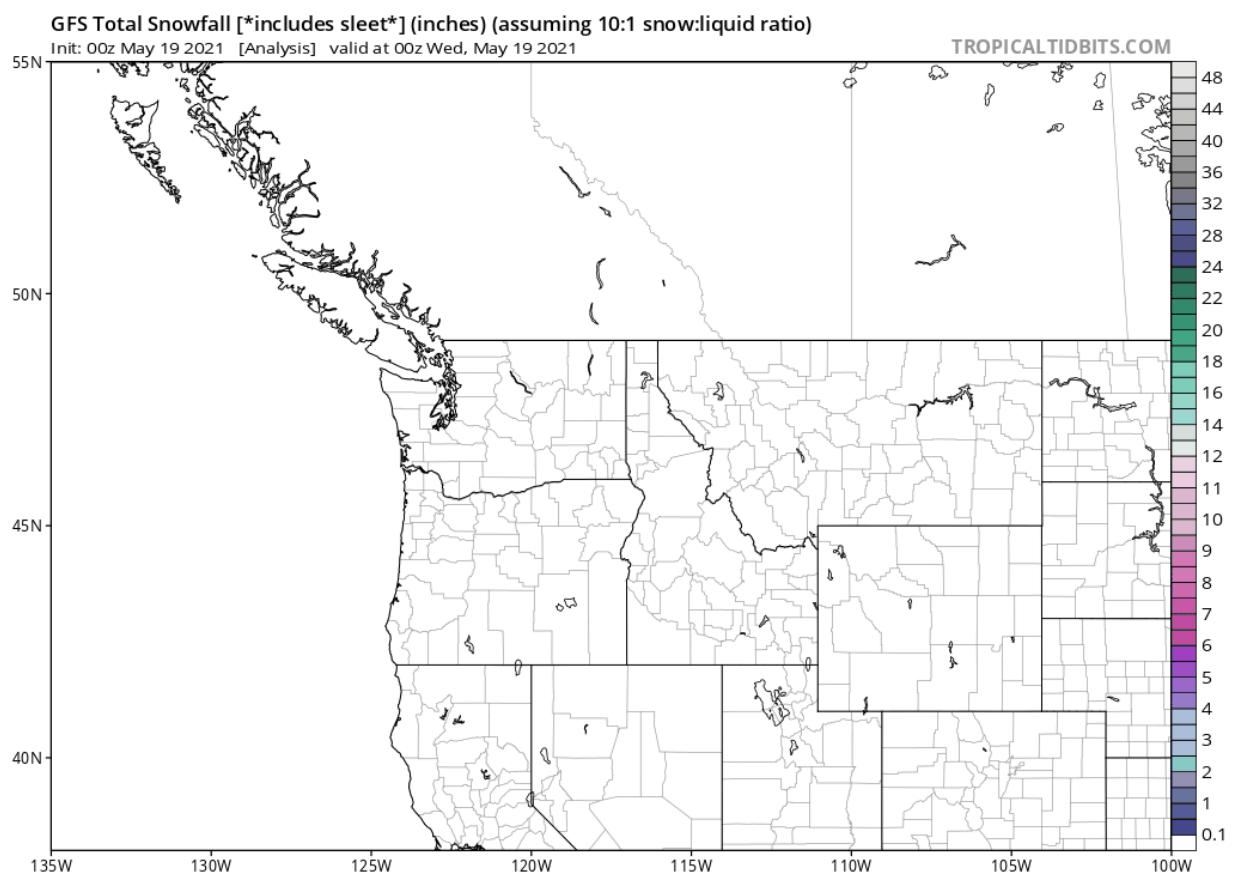 GFS Total Snowfall [*includes sleet*] (inches) (assuming 10:1 snow:liquid ratio)
Init: 00z May 19 2021 [Analysis] valid at 00z Wed, May 19 2021
TROPICALTIDBITS.COM
55N
50N
45N
40N
135W
130W
125W
120W
115W
110W
105W
100W
48
44
40
36
32
28
24
22
20
18
16
14
12
11
10
9
8
7
6
5
4
3
2
1
0.1